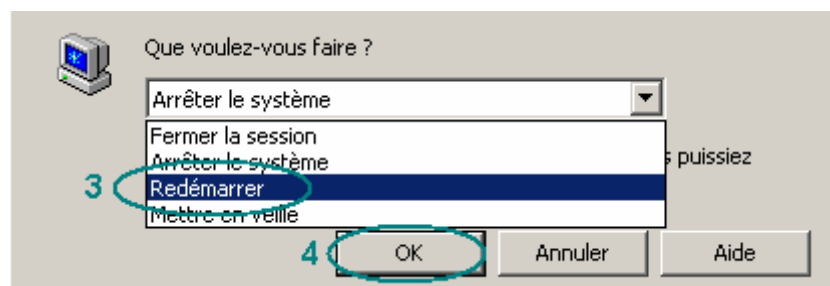 Que voulez-vous faire ?
Arrêter le système
Fermer la session
Arrêter le système
puissiez
3 Redémarrer
Mettre en veille
4 OK Annuler Aide